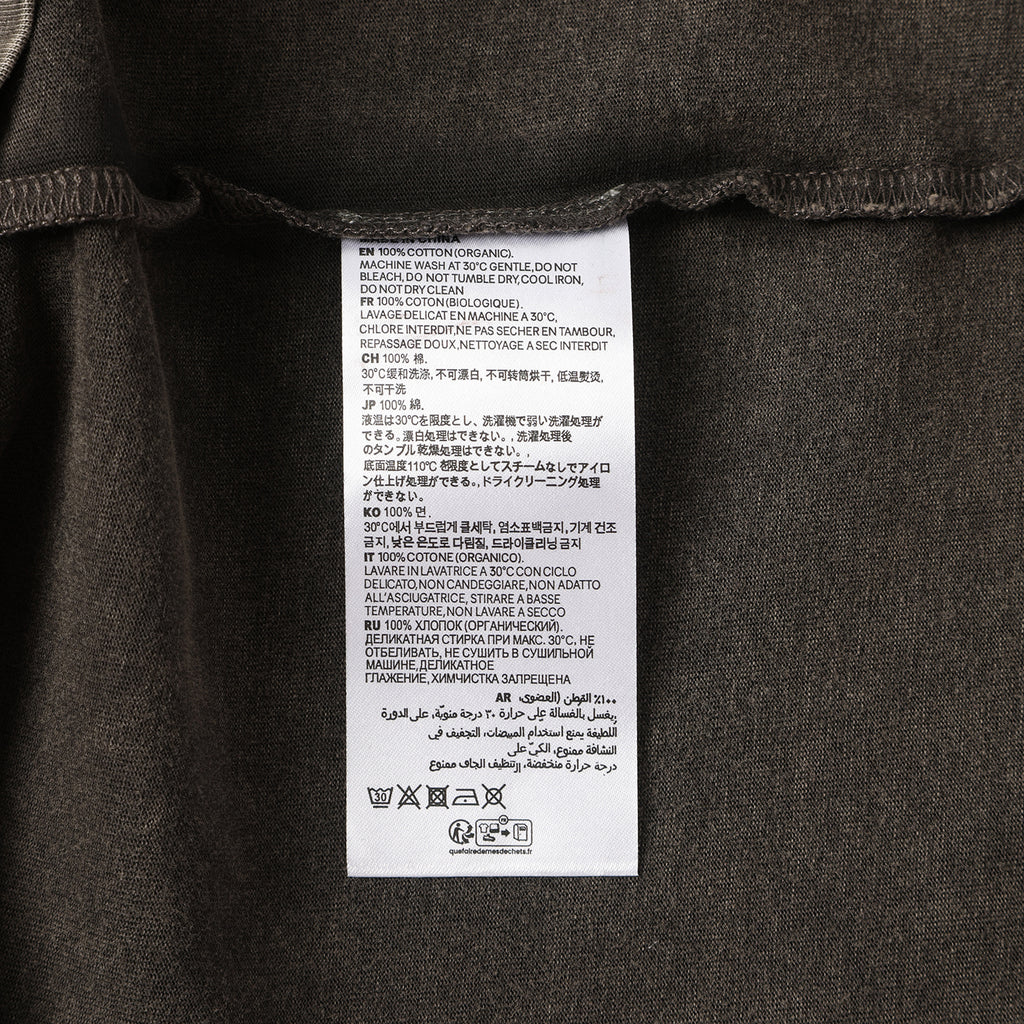 MADE IN CHINA
EN 100% COTTON (ORGANIC).
MACHINE WASH AT 30°C GENTLE, DO NOT
BLEACH, DO NOT TUMBLE DRY, COOL IRON,
DO NOT DRY CLEAN
FR 100% COTON (BIOLOGIQUE).
LAVAGE DELICAT EN MACHINE A 30°C,
CHLORE INTERDIT, NE PAS SECHER EN TAMBOUR,
REPASSAGE DOUX, NETTOYAGE A SEC INTERDIT
CH 100% 棉.
30°C缓和洗涤, 不可漂白, 不可转筒烘干, 低温熨烫,
不可干洗
JP 100% 綿.
液温は30℃を限度とし、洗濯機で弱い洗濯処理が
できる。漂白処理はできない。, 洗濯処理後
のタンブル乾燥処理はできない。,
底面温度110℃を限度としてスチームなしでアイロ
ン仕上げ処理ができる。, ドライクリーニング処理
ができない。
KO 100% 면.
30°C에서 부드럽게 물세탁, 염소표백금지, 기계 건조
금지, 낮은 온도로 다림질, 드라이클리닝 금지
IT 100% COTONE (ORGANICO).
LAVARE IN LAVATRICE A 30°C CON CICLO
DELICATO, NON CANDEGGIARE, NON ADATTO
ALL'ASCIUGATRICE, STIRARE A BASSE
TEMPERATURE, NON LAVARE A SECCO
RU 100% ХЛОПОК (ОРГАНИЧЕСКИЙ).
ДЕЛИКАТНАЯ СТИРКА ПРИ МАКС. 30°C, НЕ
ОТБЕЛИВАТЬ, НЕ СУШИТЬ В СУШИЛЬНОЙ
МАШИНЕ, ДЕЛИКАТНОЕ
ГЛАЖЕНИЕ, ХИМЧИСТКА ЗАПРЕЩЕНА
١٠٠٪ القطن (العضوي، AR
يغسل بالغسالة على حرارة ٣٠ درجة منويّة، على الدورة
اللطيفة يمنع استخدام المبيضات، التجفيف في
النشافة ممنوع، الكيّ على
درجة حرارة منخفضة، التنظيف الجاف ممنوع
30
FR
quefairedemesdechets.fr